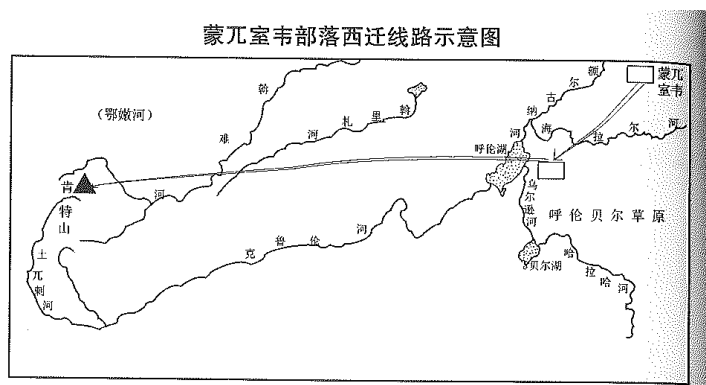 蒙兀室韦部落西迁线路示意图
蒙兀
室韦
额
尔
古
纳
河
海
拉
尔
河
(鄂嫩河)
斡
难
河
斡
里
札
河
呼伦湖
肯
特
山
乌
尔
逊
河
呼伦贝尔草原
克
鲁
伦
河
土
兀
剌
河
贝尔湖
哈
拉
哈
河